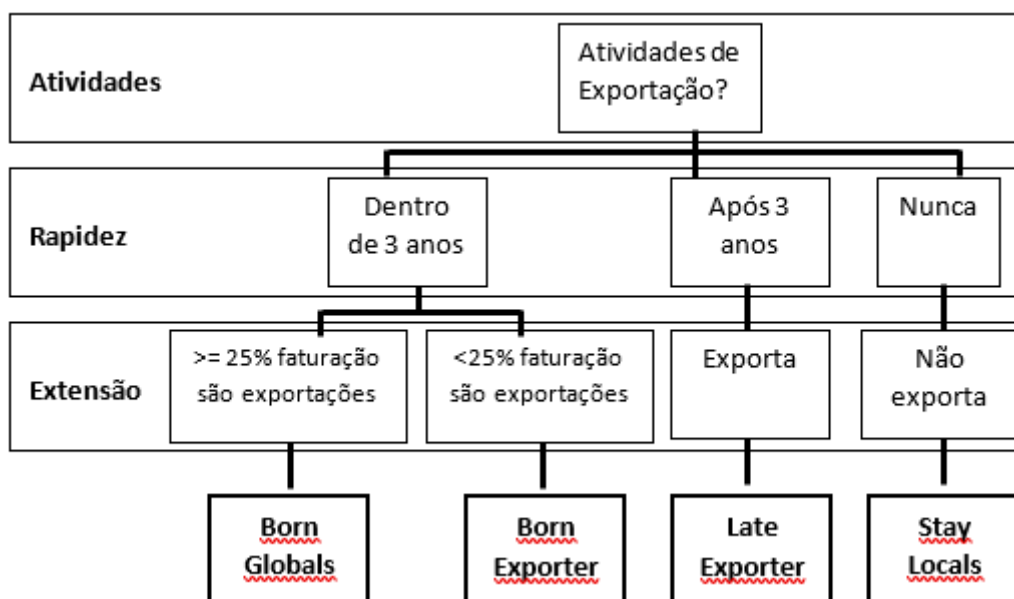 Atividades
Atividades de
Exportação?
Rapidez
Dentro
de 3 anos
Após 3
anos
Nunca
Extensão
>= 25% faturação
são exportações
<25% faturação
são exportações
Exporta
Não
exporta
Born
Globals
Born
Exporter
Late
Exporter
Stay
Locals